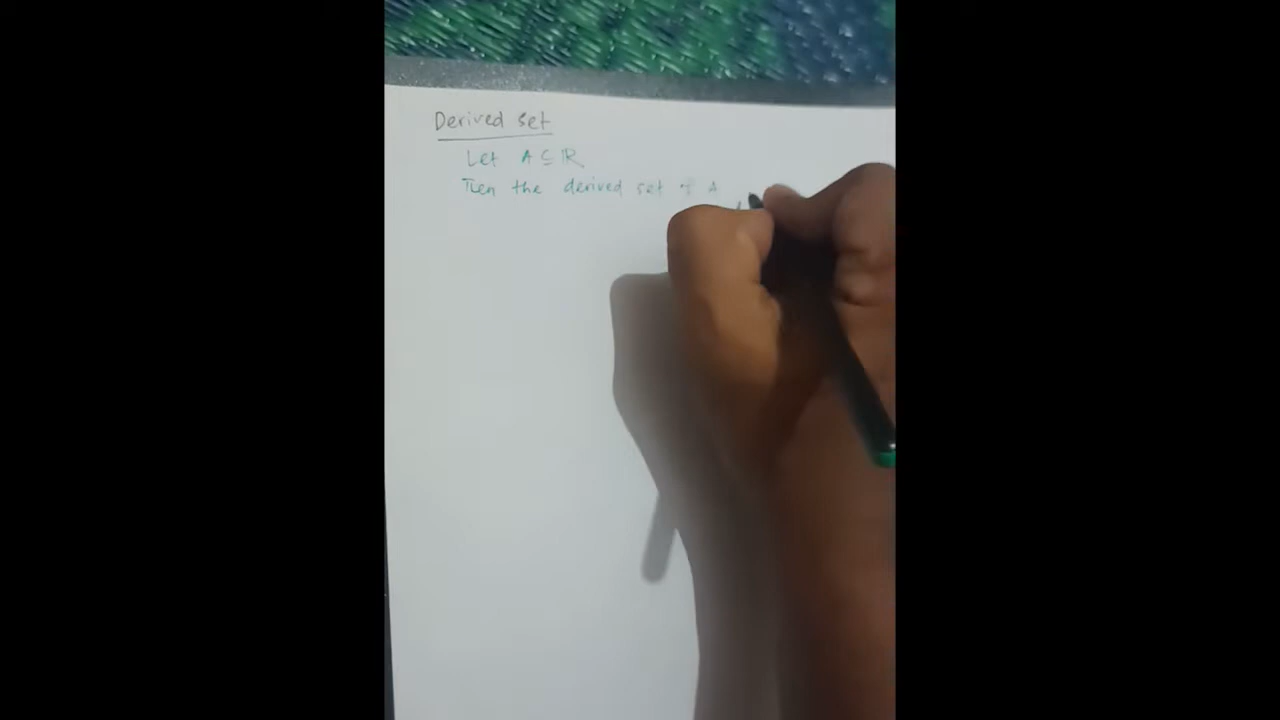 Derived set
Let A ⊆ ℝ
Then the derived set of A